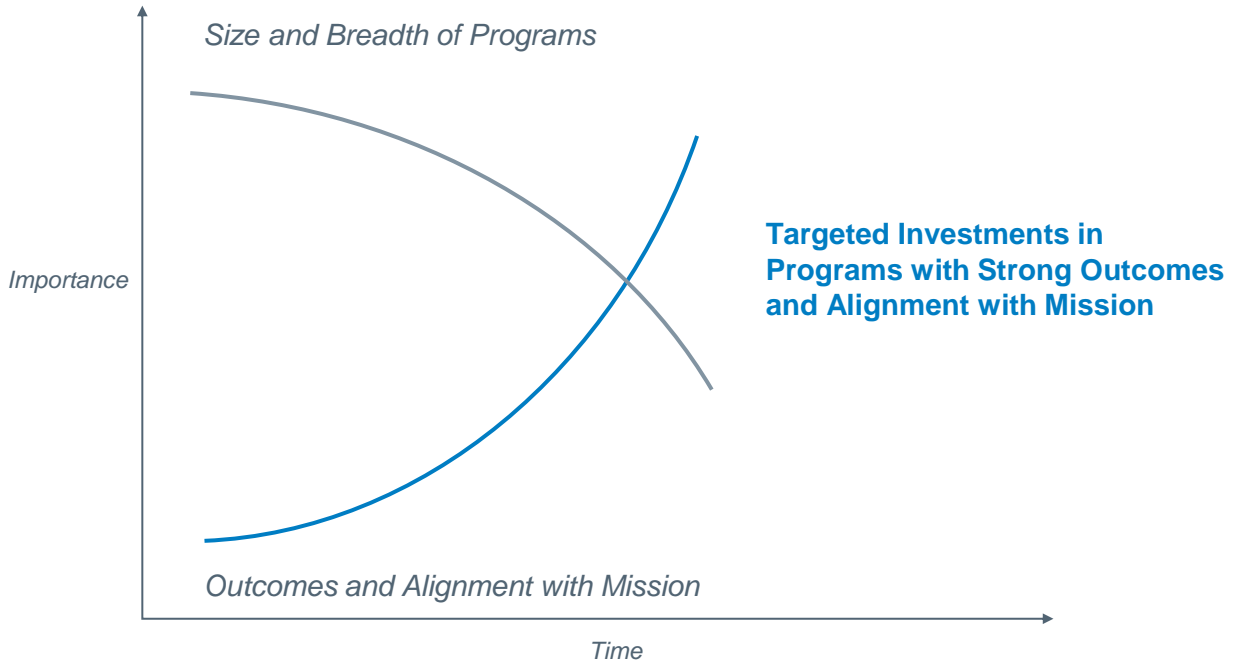 Size and Breadth of Programs
Importance
Targeted Investments in
Programs with Strong Outcomes
and Alignment with Mission
Outcomes and Alignment with Mission
Time